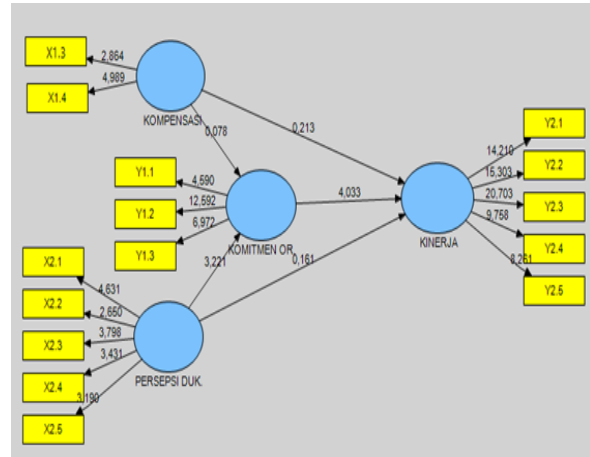 X1.3
2,864
X1.4
4,989
KOMPENSASI
0,078
0,213
Y1.1
4,590
Y1.2
12,592
Y1.3
6,972
KOMITMEN OR.
4,033
3,221
0,161
KINERJA
Y2.1
14,210
Y2.2
15,303
Y2.3
20,703
Y2.4
9,758
Y2.5
8,261
X2.1
4,631
X2.2
2,650
X2.3
3,798
X2.4
3,431
X2.5
3,190
PERSEPSI DUK.